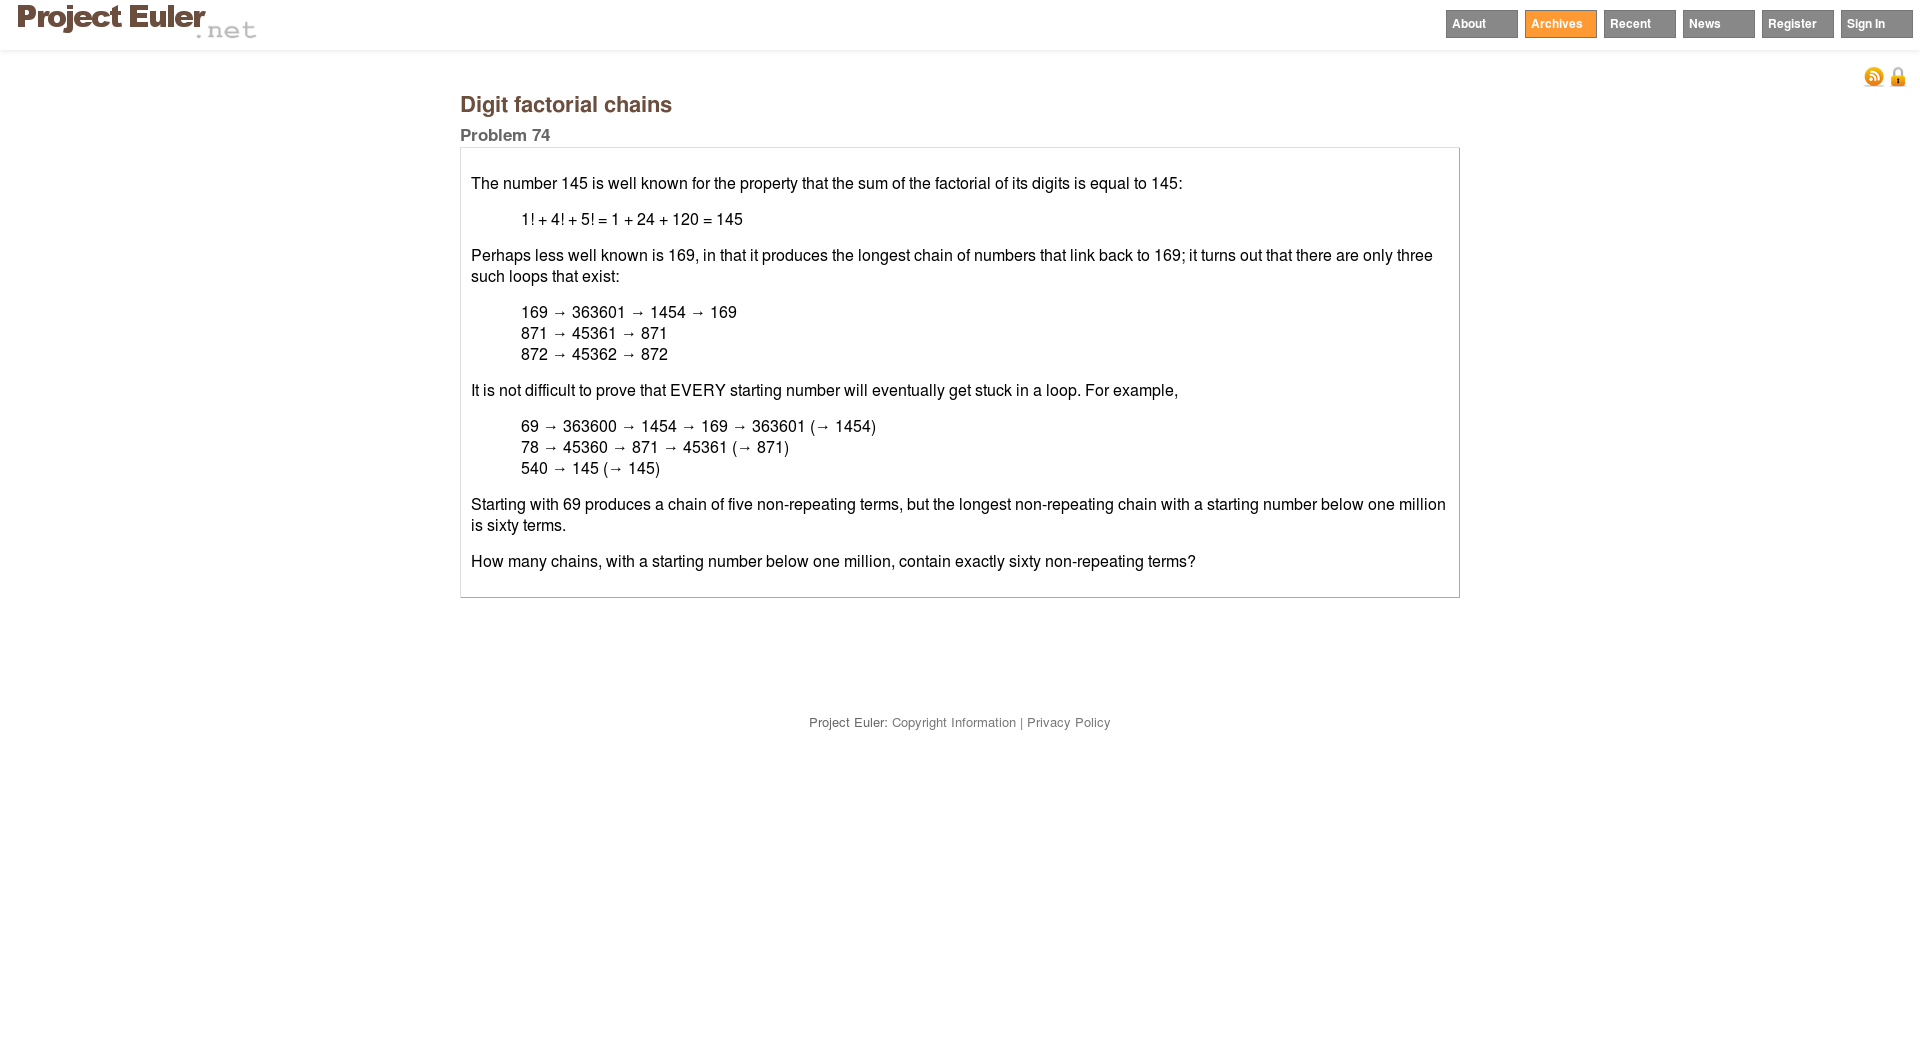 Project Euler.net
About Archives Recent News Register Sign In
Digit factorial chains
Problem 74
The number 145 is well known for the property that the sum of the factorial of its digits is equal to 145:
1! + 4! + 5! = 1 + 24 + 120 = 145
Perhaps less well known is 169, in that it produces the longest chain of numbers that link back to 169; it turns out that there are only three
such loops that exist:
169 → 363601 → 1454 → 169
871 → 45361 → 871
872 → 45362 → 872
It is not difficult to prove that EVERY starting number will eventually get stuck in a loop. For example,
69 → 363600 → 1454 → 169 → 363601 (→ 1454)
78 → 45360 → 871 → 45361 (→ 871)
540 → 145 (→ 145)
Starting with 69 produces a chain of five non-repeating terms, but the longest non-repeating chain with a starting number below one million
is sixty terms.
How many chains, with a starting number below one million, contain exactly sixty non-repeating terms?
Project Euler: Copyright Information | Privacy Policy